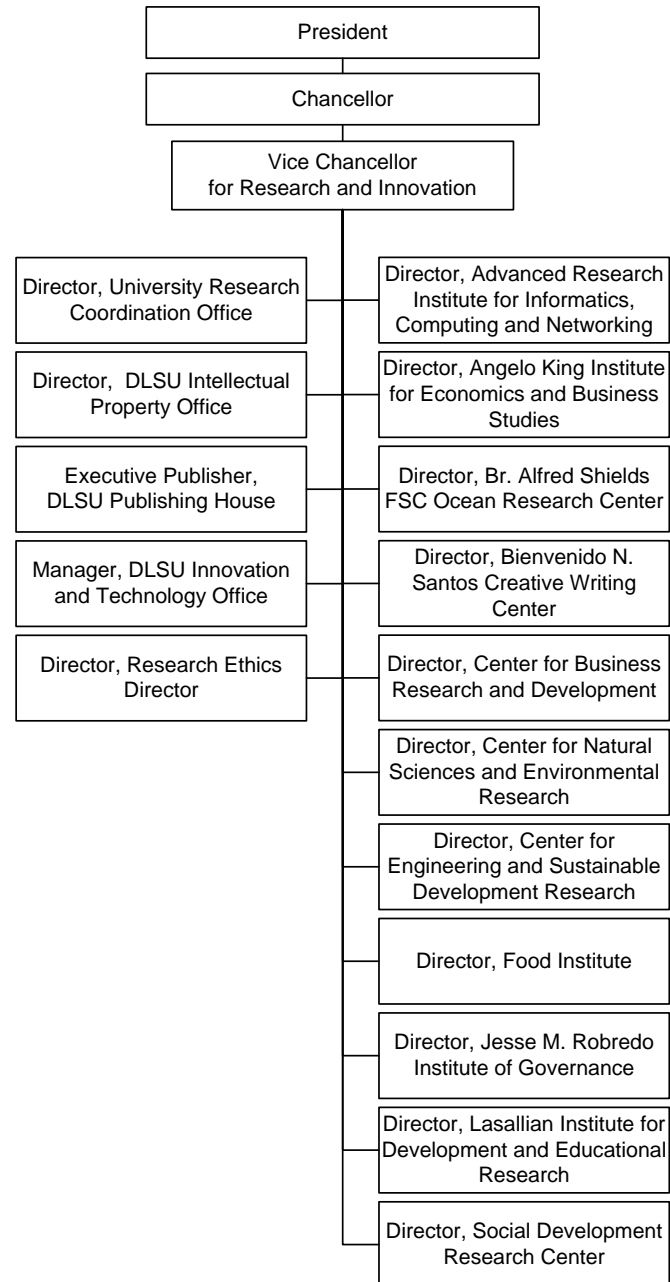 President
Chancellor
Vice Chancellor
for Research and Innovation
Director, University Research
Coordination Office
Director, DLSU Intellectual
Property Office
Executive Publisher,
DLSU Publishing House
Manager, DLSU Innovation
and Technology Office
Director, Research Ethics
Director
Director, Advanced Research
Institute for Informatics,
Computing and Networking
Director, Angelo King Institute
for Economics and Business
Studies
Director, Br. Alfred Shields
FSC Ocean Research Center
Director, Bienvenido N.
Santos Creative Writing
Center
Director, Center for Business
Research and Development
Director, Center for Natural
Sciences and Environmental
Research
Director, Center for
Engineering and Sustainable
Development Research
Director, Food Institute
Director, Jesse M. Robredo
Institute of Governance
Director, Lasallian Institute for
Development and Educational
Research
Director, Social Development
Research Center